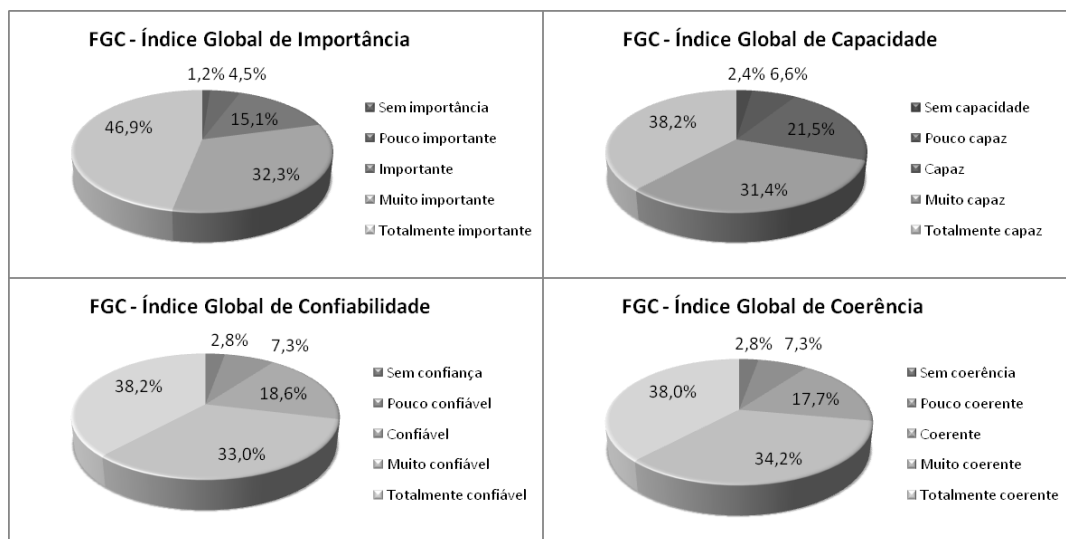 FGC - Índice Global de Importância
1,2%
4,5%
15,1%
32,3%
46,9%
Sem importância
Pouco importante
Importante
Muito importante
Totalmente importante
FGC - Índice Global de Capacidade
2,4%
6,6%
21,5%
31,4%
38,2%
Sem capacidade
Pouco capaz
Capaz
Muito capaz
Totalmente capaz
FGC - Índice Global de Confiabilidade
2,8%
7,3%
18,6%
33,0%
38,2%
Sem confiança
Pouco confiável
Confiável
Muito confiável
Totalmente confiável
FGC - Índice Global de Coerência
2,8%
7,3%
17,7%
34,2%
38,0%
Sem coerência
Pouco coerente
Coerente
Muito coerente
Totalmente coerente